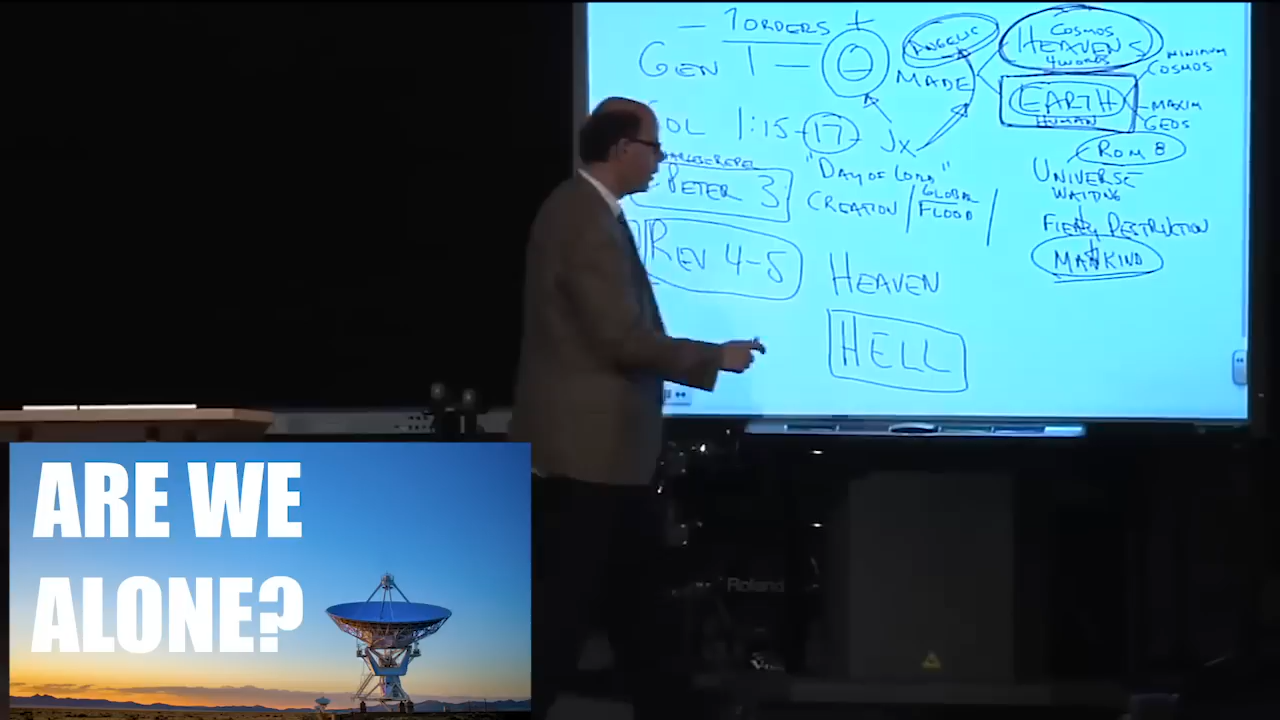 — 7 ORDERS +
GEN 1 —
ANGELIC
COSMOS
HEAVENS
4 WORDS
MADE
MINIMUM
COSMOS
EARTH
HUMAN
MAXIM
GEOS
COL 1:15-17
JX
ROM 8
PETER 3
"DAY OF LORD"
CREATION / GLOBAL FLOOD /
UNIVERSE
WAITING
FIERY DESTRUCTION
MANKIND
REV 4-5
HEAVEN
HELL
ARE WE
ALONE?
Roland